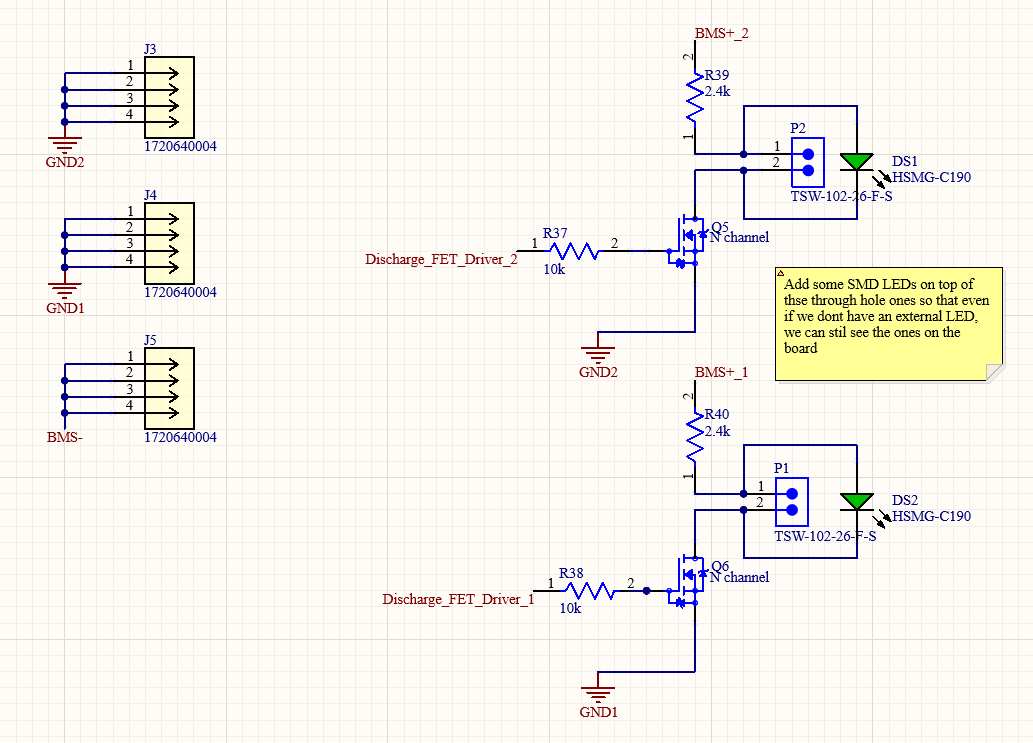 J3
1
2
3
4
GND2
1720640004
J4
1
2
3
4
GND1
1720640004
J5
1
2
3
4
BMS-
1720640004
BMS+_2
2
R39
2.4k
1
P2
1
2
TSW-102-26-F-S
DS1
HSMG-C190
Q5
N channel
R37
1
2
10k
Discharge_FET_Driver_2
GND2
Add some SMD LEDs on top of
thse through hole ones so that even
if we dont have an external LED,
we can stil see the ones on the
board
BMS+_1
2
R40
2.4k
1
P1
1
2
TSW-102-26-F-S
DS2
HSMG-C190
Q6
N channel
R38
1
2
10k
Discharge_FET_Driver_1
GND1